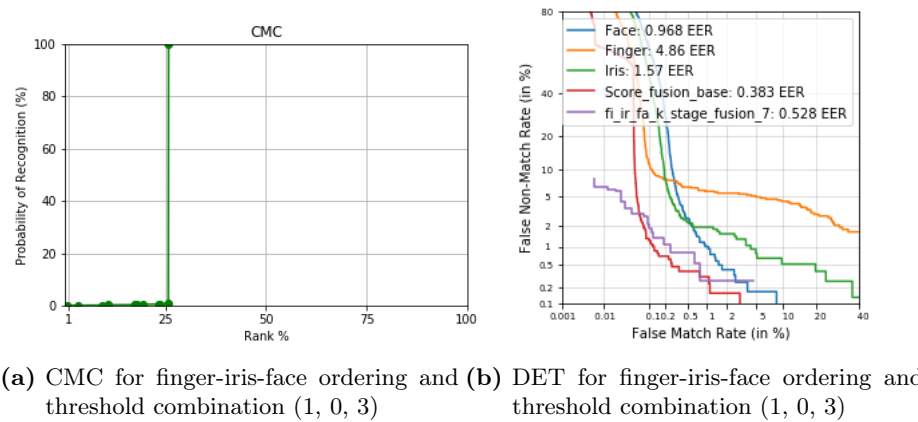 CMC
Probability of Recognition (%)
100
80
60
40
20
0
1
25
50
75
100
Rank %
False Non-Match Rate (in %)
80
40
20
10
5
2
1
0.5
0.2
0.1
Face: 0.968 EER
Finger: 4.86 EER
Iris: 1.57 EER
Score_fusion_base: 0.383 EER
fi_ir_fa_k_stage_fusion_7: 0.528 EER
0.001
0.01
0.10.2
0.5
1
2
5
10
20
40
False Match Rate (in %)
(a) CMC for finger-iris-face ordering and
threshold combination (1, 0, 3)
(b) DET for finger-iris-face ordering and
threshold combination (1, 0, 3)